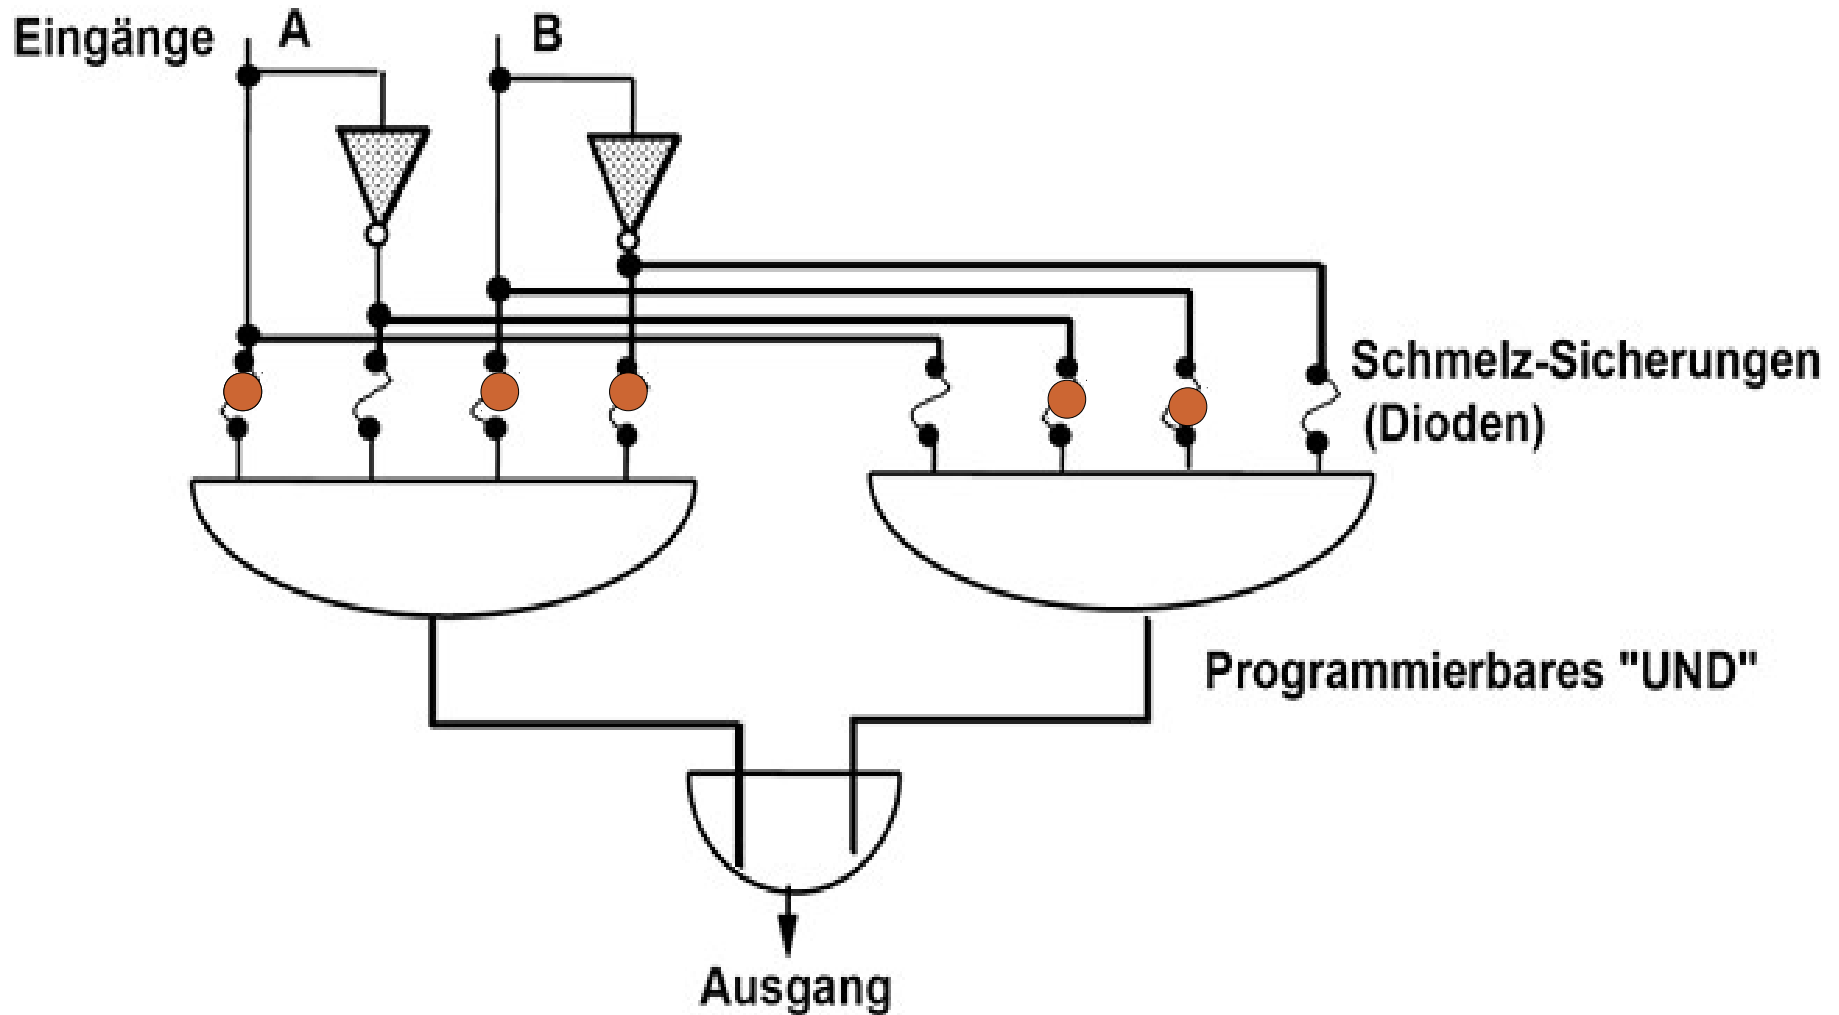 Eingänge
A
B
Schmelz-Sicherungen
(Dioden)
Programmierbares "UND"
Ausgang